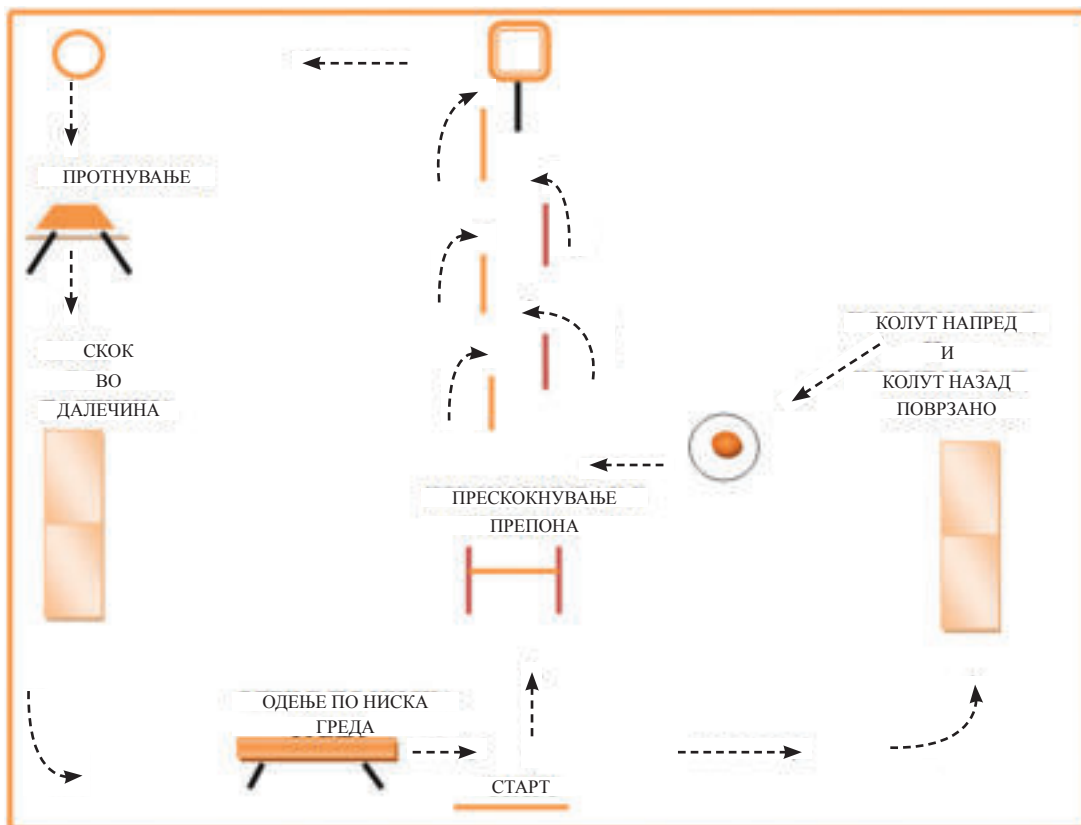 ПРОТНУВАЊЕ
СКОК
ВО
ДАЛЕЧИНА
КОЛУТ НАПРЕД
И
КОЛУТ НАЗАД
ПОВРЗАНО
ПРЕСКОКНУВАЊЕ
ПРЕПОНА
ОДЕЊЕ ПО НИСКА
ГРЕДА
СТАРТ